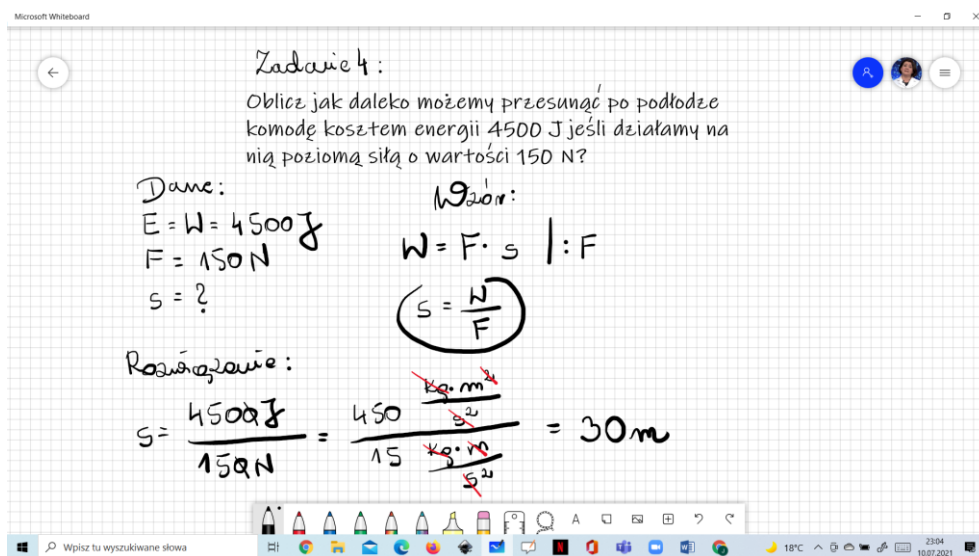 Microsoft Whiteboard
Zadanie 4:
Oblicz jak daleko możemy przesunąć po podłodze
komodę kosztem energii 4500 J jeśli działamy na
nią poziomą siłą o wartości 150 N?
Dane:
E = W = 4500 J
F = 150 N
s = ?
Wzór:
W = F · s | : F
s = W/F
Rozwiązanie:
s = 4500 J / 150 N = 450 kg · m² / s² / 15 kg · m / s² = 30 m
A
Wpisz tu wyszukiwane słowa
18°C
23:04
10.07.2021